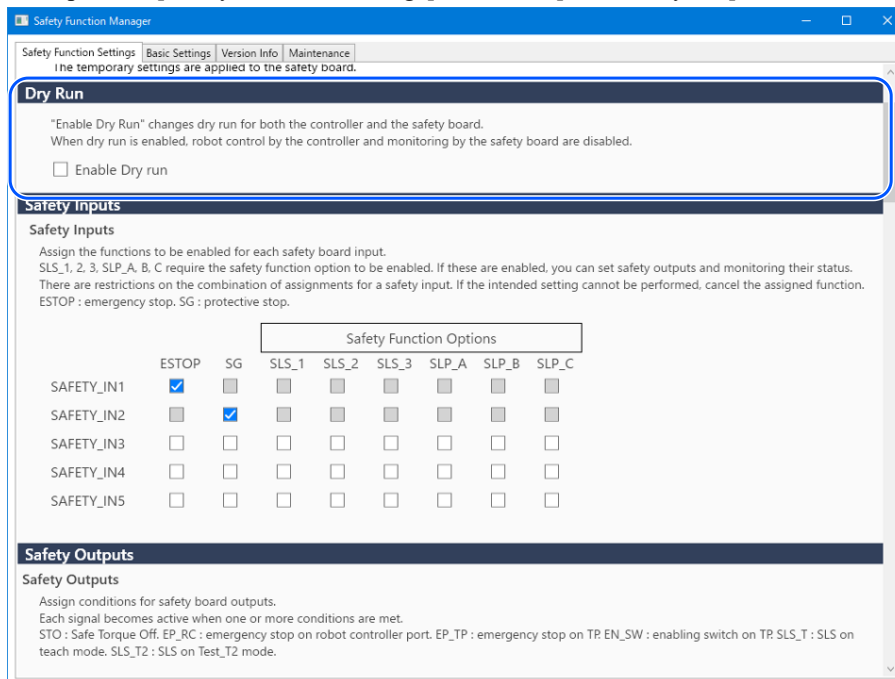 Safety Function Manager
Safety Function Settings Basic Settings Version Info Maintenance
The temporary settings are applied to the safety board.
Dry Run
"Enable Dry Run" changes dry run for both the controller and the safety board.
When dry run is enabled, robot control by the controller and monitoring by the safety board are disabled.
Enable Dry run
Safety Inputs
Safety Inputs
Assign the functions to be enabled for each safety board input.
SLS_1, 2, 3, SLP_A, B, C require the safety function option to be enabled. If these are enabled, you can set safety outputs and monitoring their status.
There are restrictions on the combination of assignments for a safety input. If the intended setting cannot be performed, cancel the assigned function.
ESTOP : emergency stop. SG : protective stop.
Safety Function Options
ESTOP SG SLS_1 SLS_2 SLS_3 SLP_A SLP_B SLP_C
SAFETY_IN1
SAFETY_IN2
SAFETY_IN3
SAFETY_IN4
SAFETY_IN5
Safety Outputs
Safety Outputs
Assign conditions for safety board outputs.
Each signal becomes active when one or more conditions are met.
STO : Safe Torque Off. EP_RC : emergency stop on robot controller port. EP_TP : emergency stop on TP. EN_SW : enabling switch on TP. SLS_T : SLS on
teach mode. SLS_T2 : SLS on Test_T2 mode.